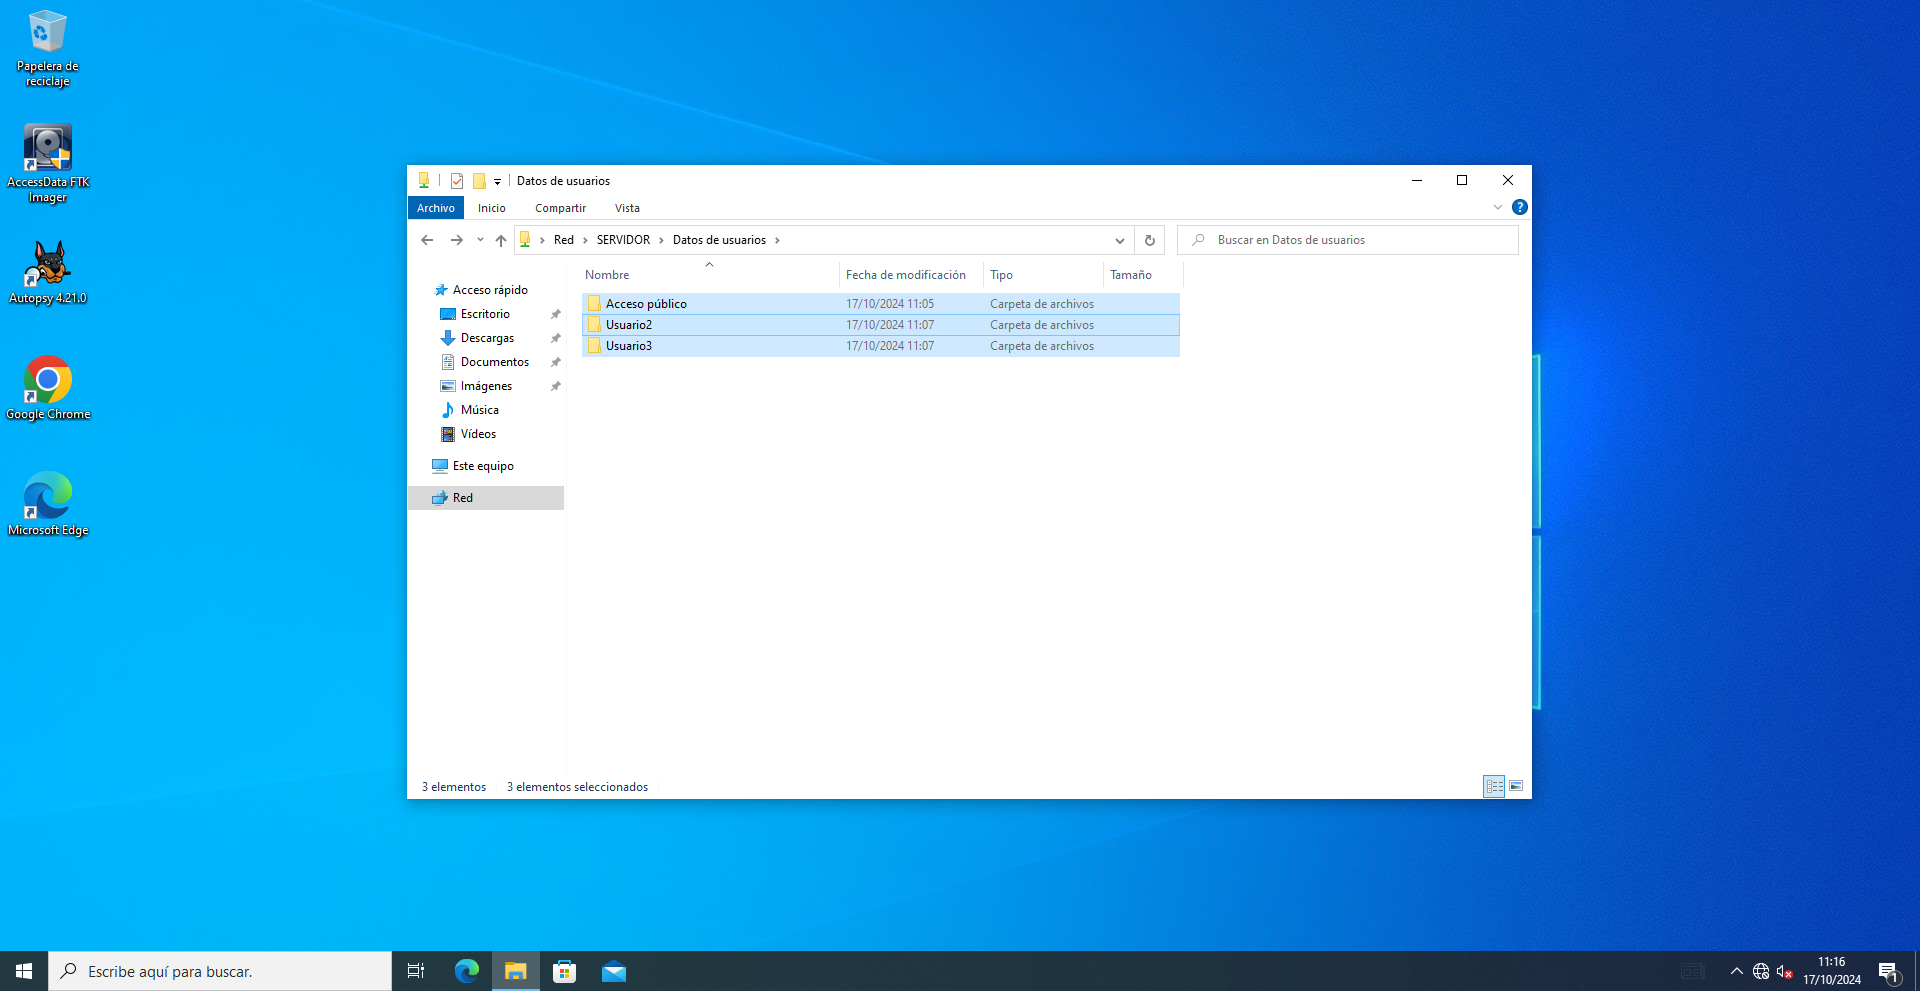 Papelera de
reciclaje
AccessData FTK
Imager
Autopsy 4.21.0
Google Chrome
Microsoft Edge
Datos de usuarios
Archivo Inicio Compartir Vista
Red SERVIDOR Datos de usuarios
Buscar en Datos de usuarios
Nombre Fecha de modificación Tipo Tamaño
Acceso público 17/10/2024 11:05 Carpeta de archivos
Usuario2 17/10/2024 11:07 Carpeta de archivos
Usuario3 17/10/2024 11:07 Carpeta de archivos
Acceso rápido
Escritorio
Descargas
Documentos
Imágenes
Música
Vídeos
Este equipo
Red
3 elementos 3 elementos seleccionados
Escribe aquí para buscar.
11:16
17/10/2024
1